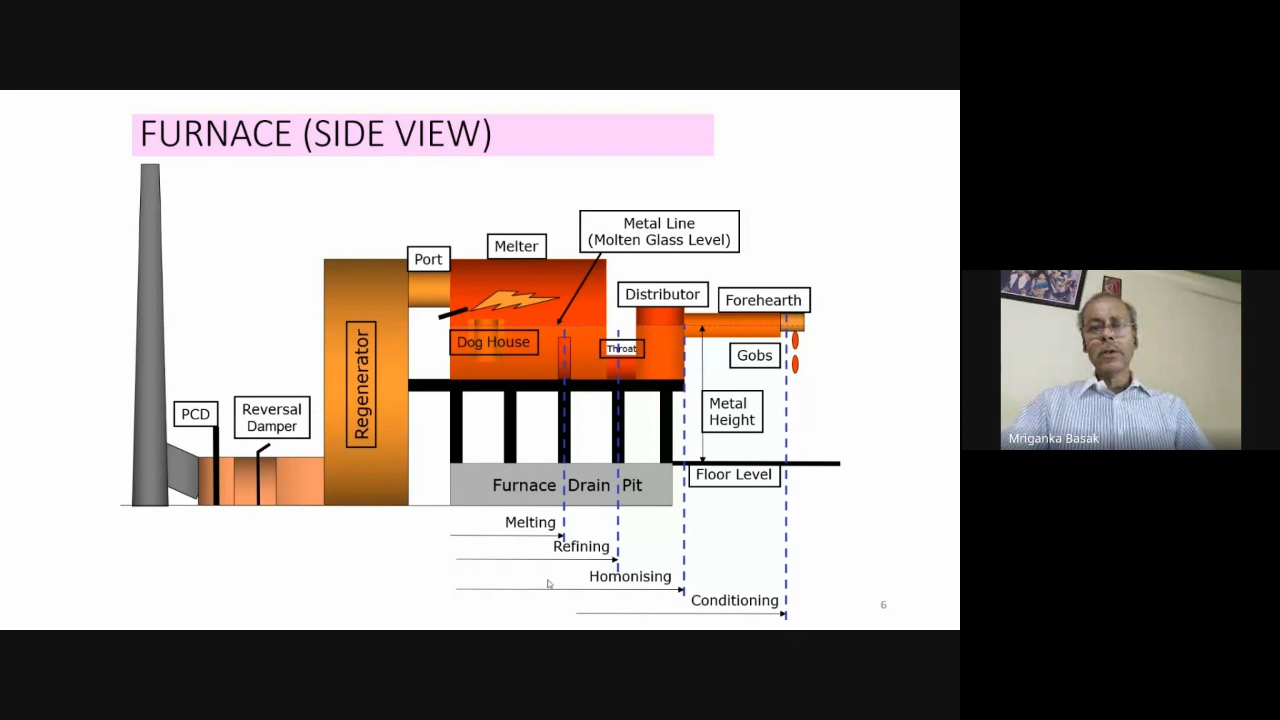 FURNACE (SIDE VIEW)
Metal Line
(Molten Glass Level)
Port
Melter
Distributor
Forehearth
Dog House
Throat
Gobs
Regenerator
PCD
Reversal
Damper
Metal
Height
Floor Level
Furnace Drain Pit
Melting
Refining
Homonising
Conditioning
6
Mriganka Basak